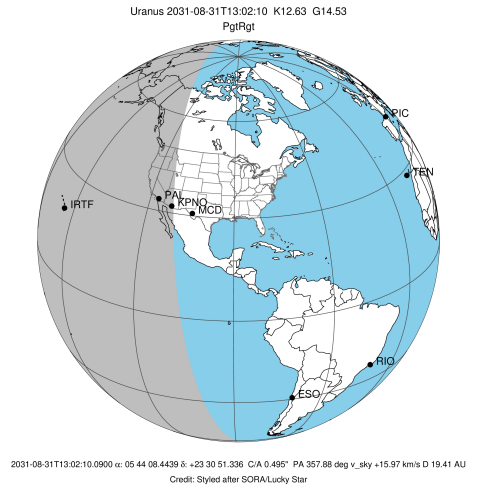 Uranus 2031-08-31T13:02:10 K12.63 G14.53
PgtRgt
PIC
TEN
IRTF
PAL
KPNO
MCD
RIO
ESO
2031-08-31T13:02:10.0900 α: 05 44 08.4439 δ: +23 30 51.336 C/A 0.495" PA 357.88 deg v_sky +15.97 km/s D 19.41 AU
Credit: Styled after SORA/Lucky Star